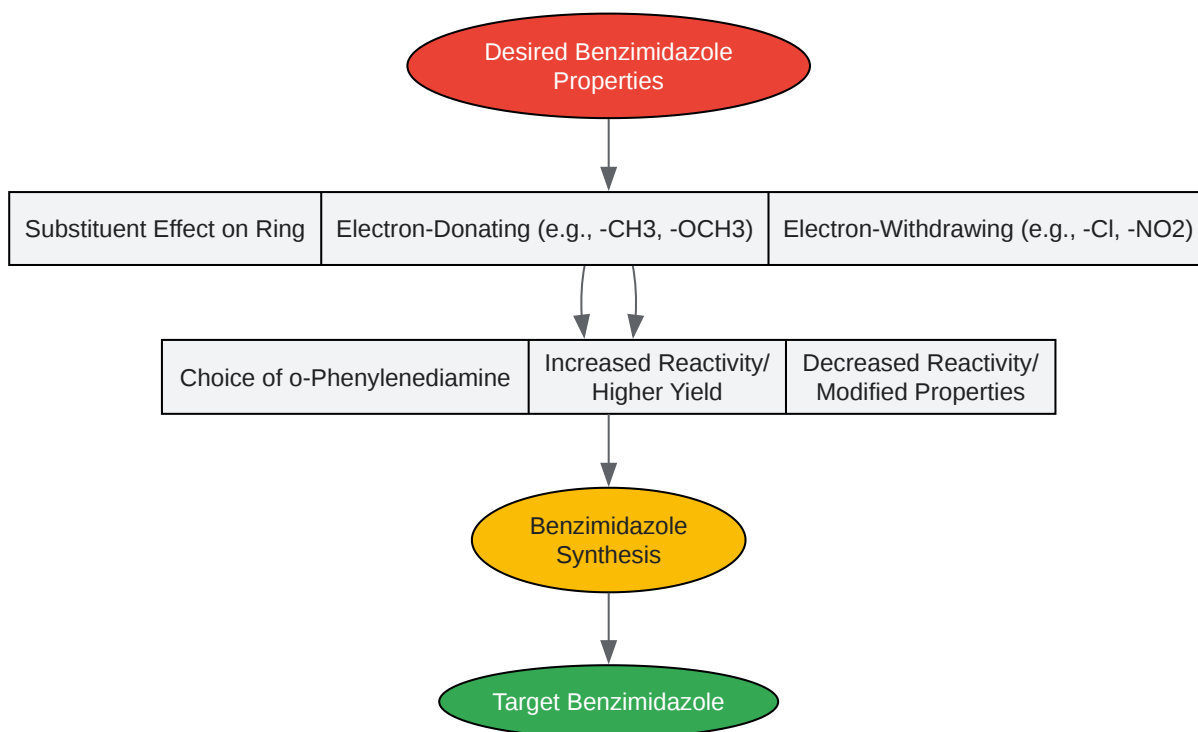 Desired Benzimidazole
Properties
Substituent Effect on Ring
Electron-Donating (e.g., -CH3, -OCH3)
Electron-Withdrawing (e.g., -Cl, -NO2)
Choice of o-Phenylenediamine
Increased Reactivity/
Higher Yield
Decreased Reactivity/
Modified Properties
Benzimidazole
Synthesis
Target Benzimidazole